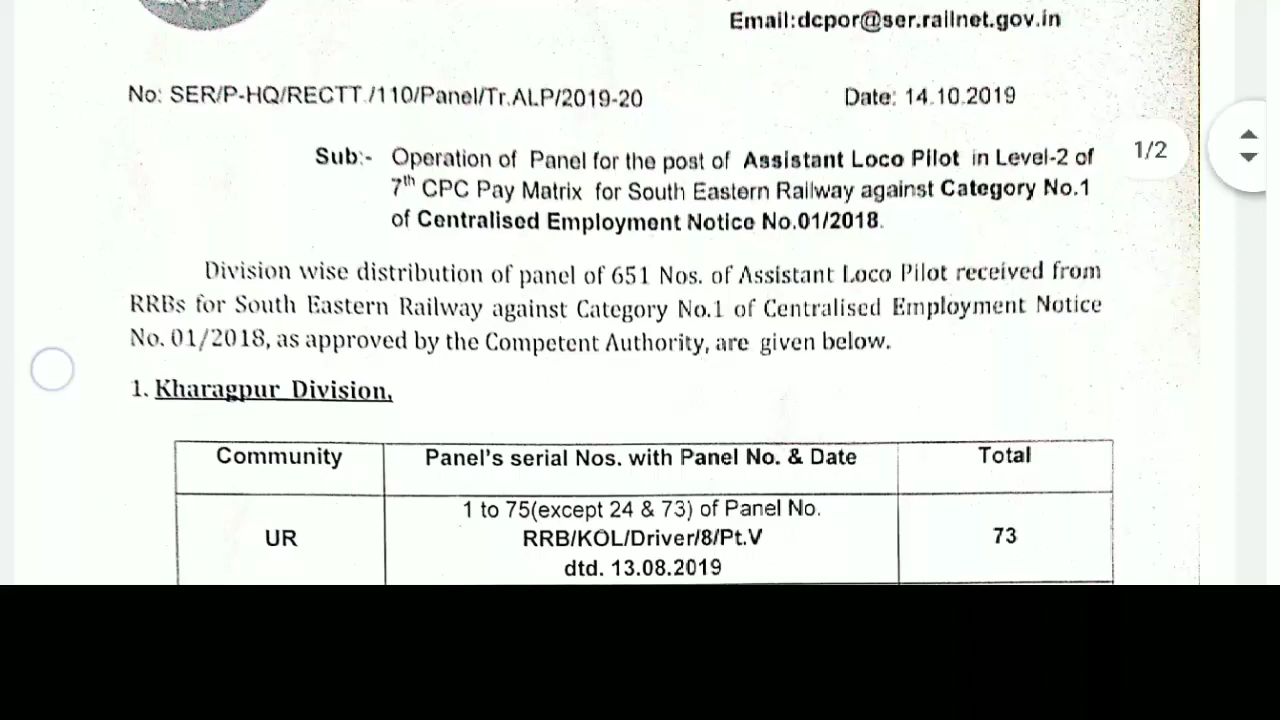 Email:dcpor@ser.railnet.gov.in
No: SER/P-HQ/RECTT./110/Panel/Tr.ALP/2019-20 Date: 14.10.2019
1/2
Sub:- Operation of Panel for the post of Assistant Loco Pilot in Level-2 of
7th CPC Pay Matrix for South Eastern Railway against Category No.1
of Centralised Employment Notice No.01/2018.
Division wise distribution of panel of 651 Nos. of Assistant Loco Pilot received from
RRBs for South Eastern Railway against Category No.1 of Centralised Employment Notice
No. 01/2018, as approved by the Competent Authority, are given below.
1. Kharagpur Division,
Community Panel's serial Nos. with Panel No. & Date Total
1 to 75(except 24 & 73) of Panel No.
UR RRB/KOL/Driver/8/Pt.V 73
dtd. 13.08.2019